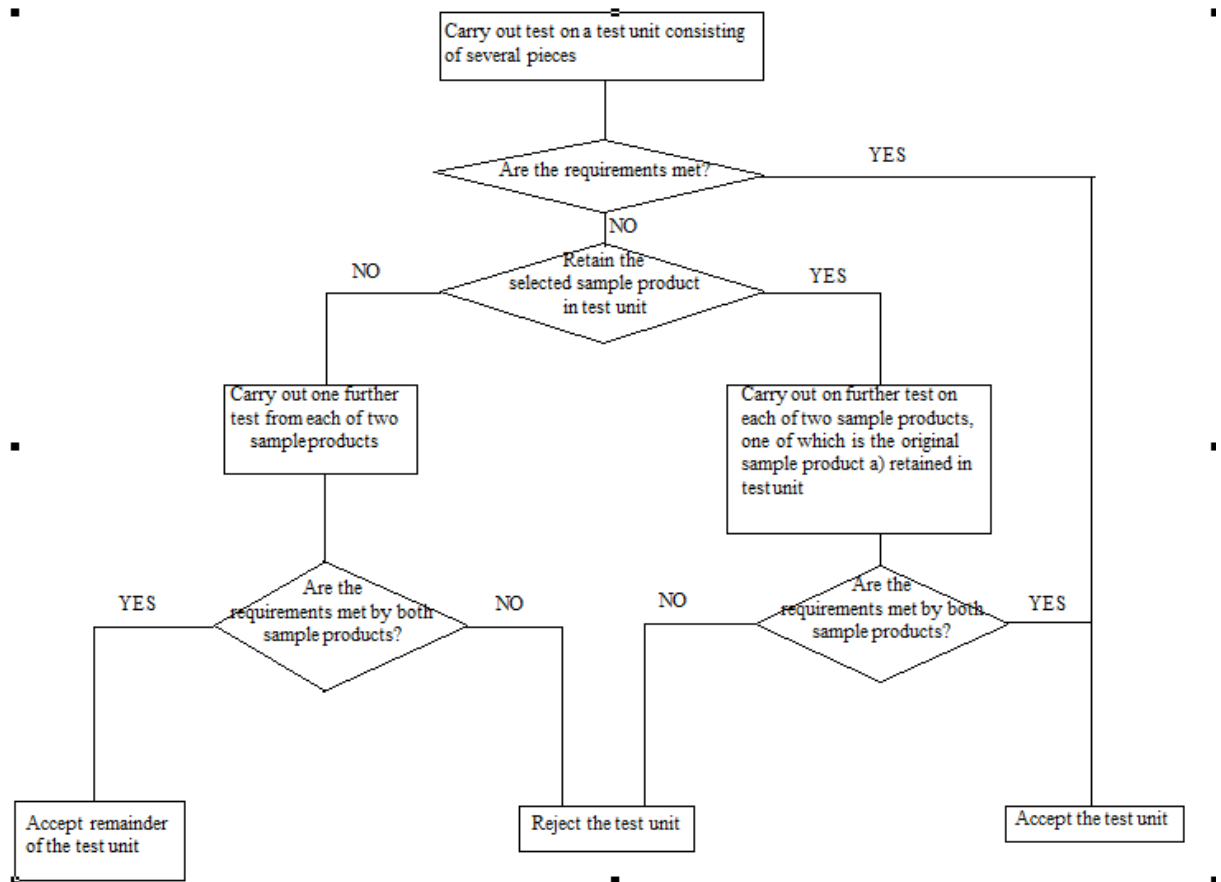 Carry out test on a test unit consisting
of several pieces
Are the requirements met?
YES
NO
Retain the
selected sample product
in test unit
NO
YES
Carry out one further
test from each of two
sample products
Carry out on further test on
each of two sample products,
one of which is the original
sample product a) retained in
test unit
Are the
requirements met by both
sample products?
YES
NO
Are the
requirements met by both
sample products?
NO
YES
Accept remainder
of the test unit
Reject the test unit
Accept the test unit